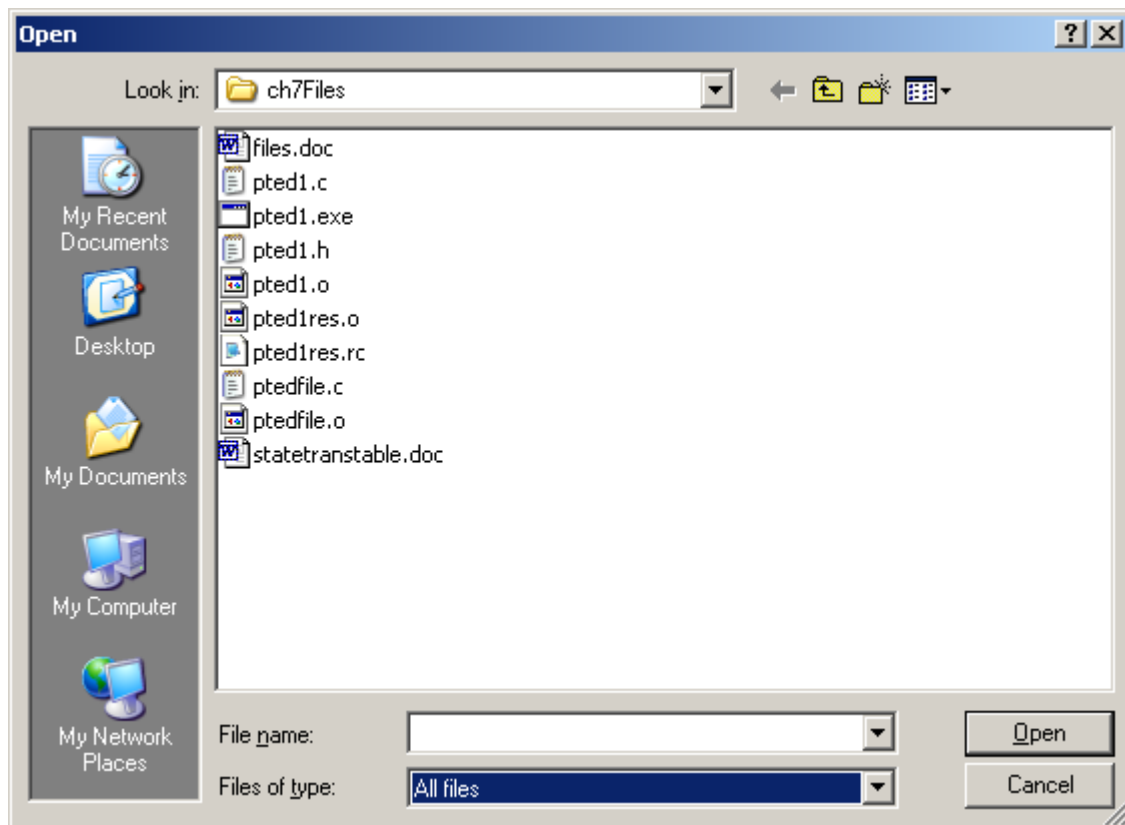 Open
Look in: ch7Files
My Recent
Documents
Desktop
My Documents
My Computer
My Network
Places
files.doc
pted1.c
pted1.exe
pted1.h
pted1.o
pted1res.o
pted1res.rc
ptedfile.c
ptedfile.o
statetranstable.doc
File name:
Open
Files of type: All files
Cancel